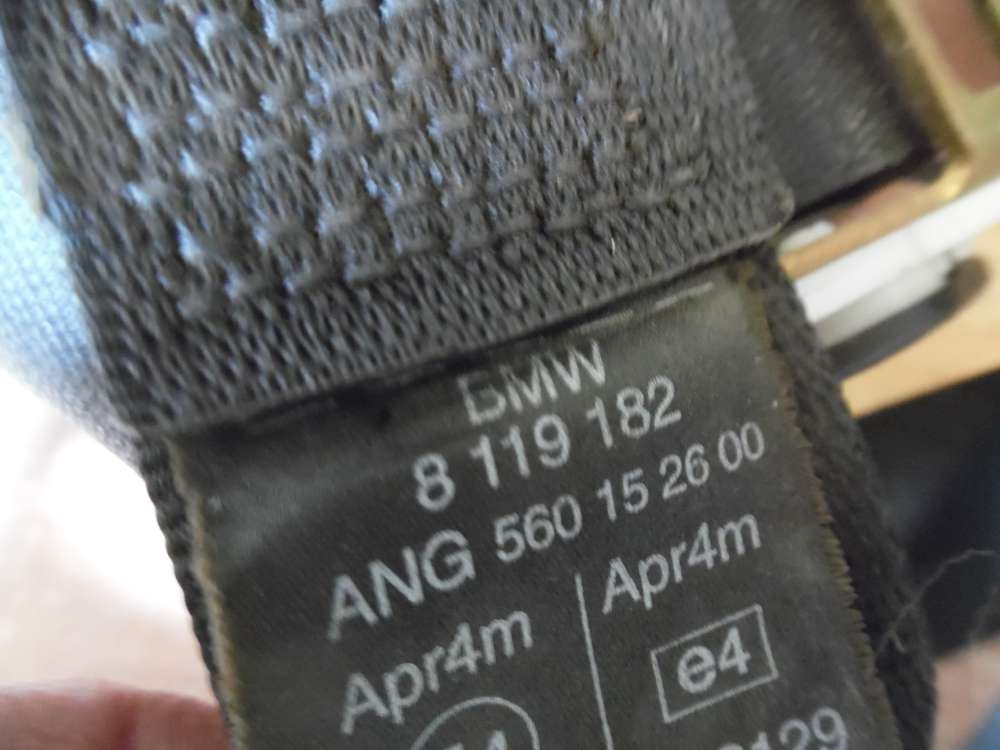 BMW
8 119 182
ANG 560 15 26 00
Apr4m Apr4m
e4